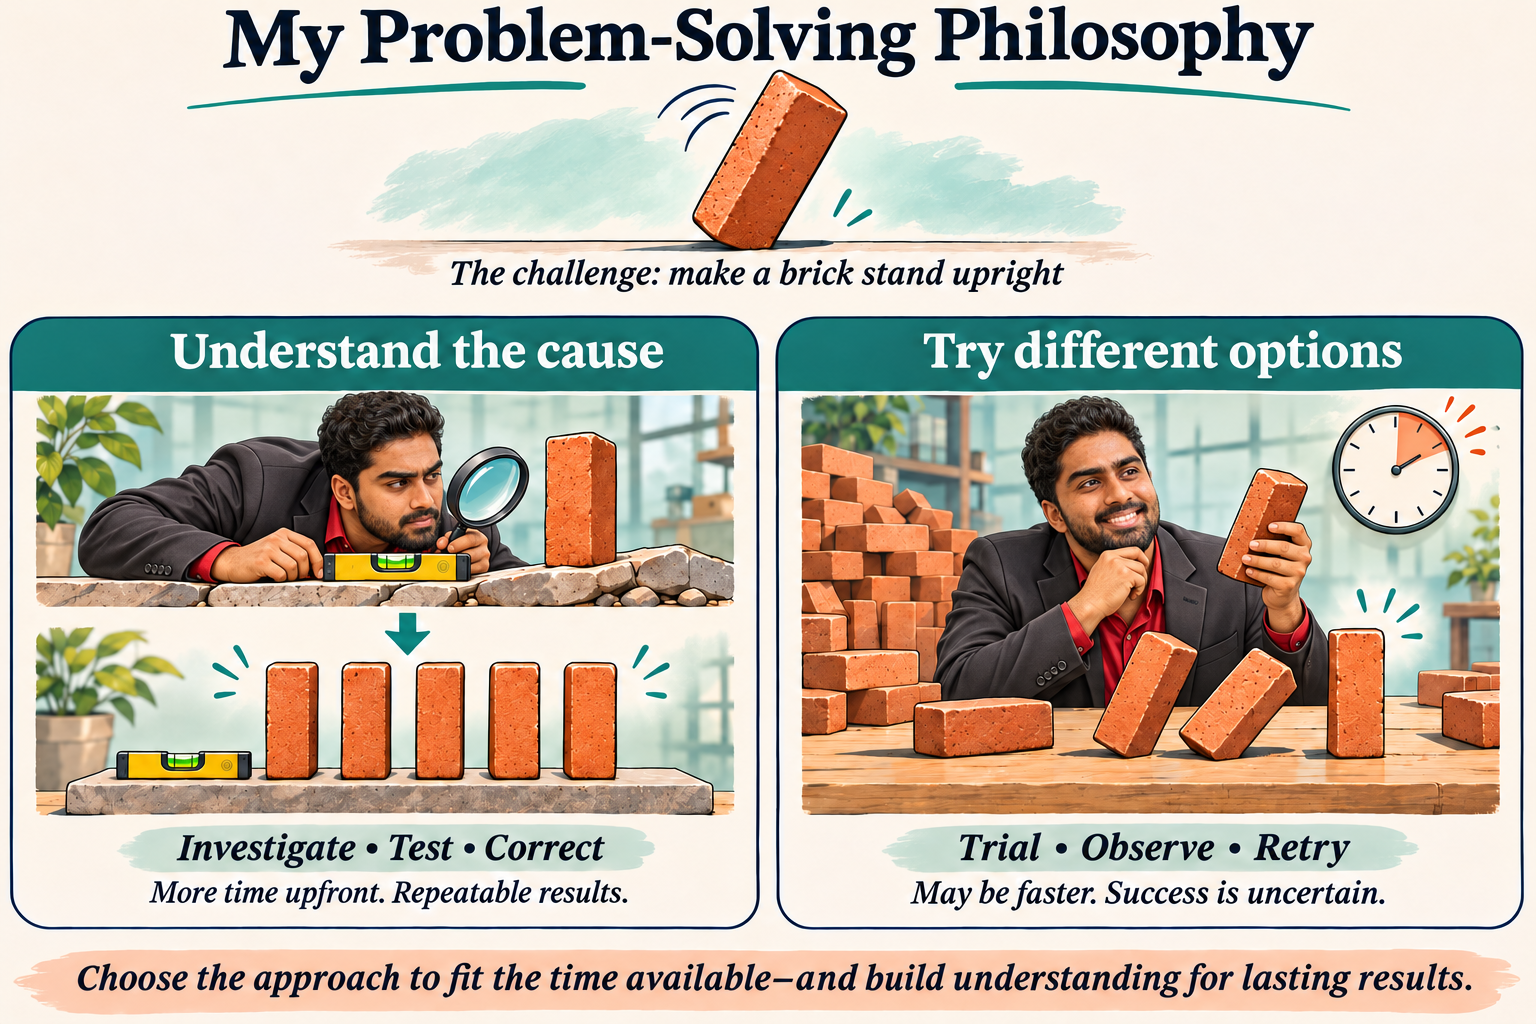 My Problem-Solving Philosophy
The challenge: make a brick stand upright
Understand the cause
Investigate • Test • Correct
More time upfront. Repeatable results.
Try different options
Trial • Observe • Retry
May be faster. Success is uncertain.
Choose the approach to fit the time available—and build understanding for lasting results.